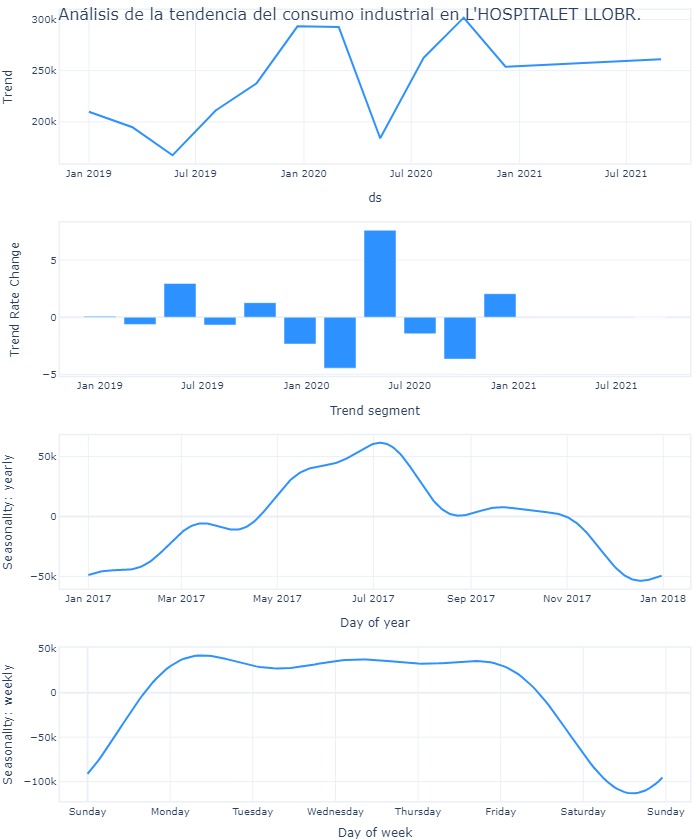 Análisis de la tendencia del consumo industrial en L'HOSPITALET LLOBR.
300k
250k
200k
Trend
Jan 2019 Jul 2019 Jan 2020 Jul 2020 Jan 2021 Jul 2021
ds
5
0
−5
Trend Rate Change
Jan 2019 Jul 2019 Jan 2020 Jul 2020 Jan 2021 Jul 2021
Trend segment
50k
0
−50k
Seasonality: yearly
Jan 2017 Mar 2017 May 2017 Jul 2017 Sep 2017 Nov 2017 Jan 2018
Day of year
50k
0
−50k
−100k
Seasonality: weekly
Sunday Monday Tuesday Wednesday Thursday Friday Saturday Sunday
Day of week